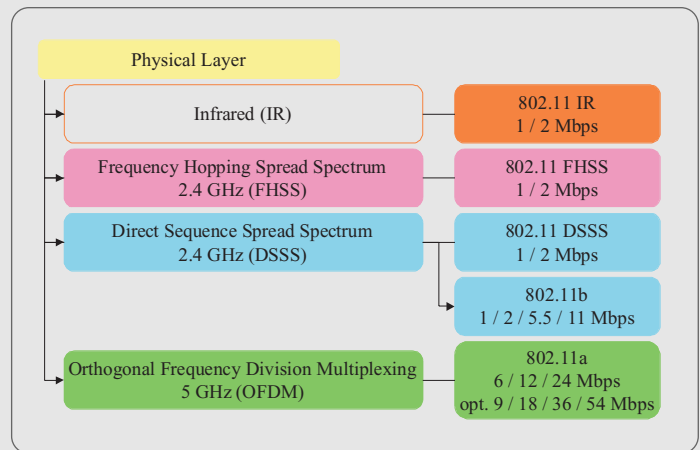 Physical Layer
Infrared (IR)
802.11 IR
1 / 2 Mbps
Frequency Hopping Spread Spectrum
2.4 GHz (FHSS)
802.11 FHSS
1 / 2 Mbps
Direct Sequence Spread Spectrum
2.4 GHz (DSSS)
802.11 DSSS
1 / 2 Mbps
802.11b
1 / 2 / 5.5 / 11 Mbps
Orthogonal Frequency Division Multiplexing
5 GHz (OFDM)
802.11a
6 / 12 / 24 Mbps
opt. 9 / 18 / 36 / 54 Mbps